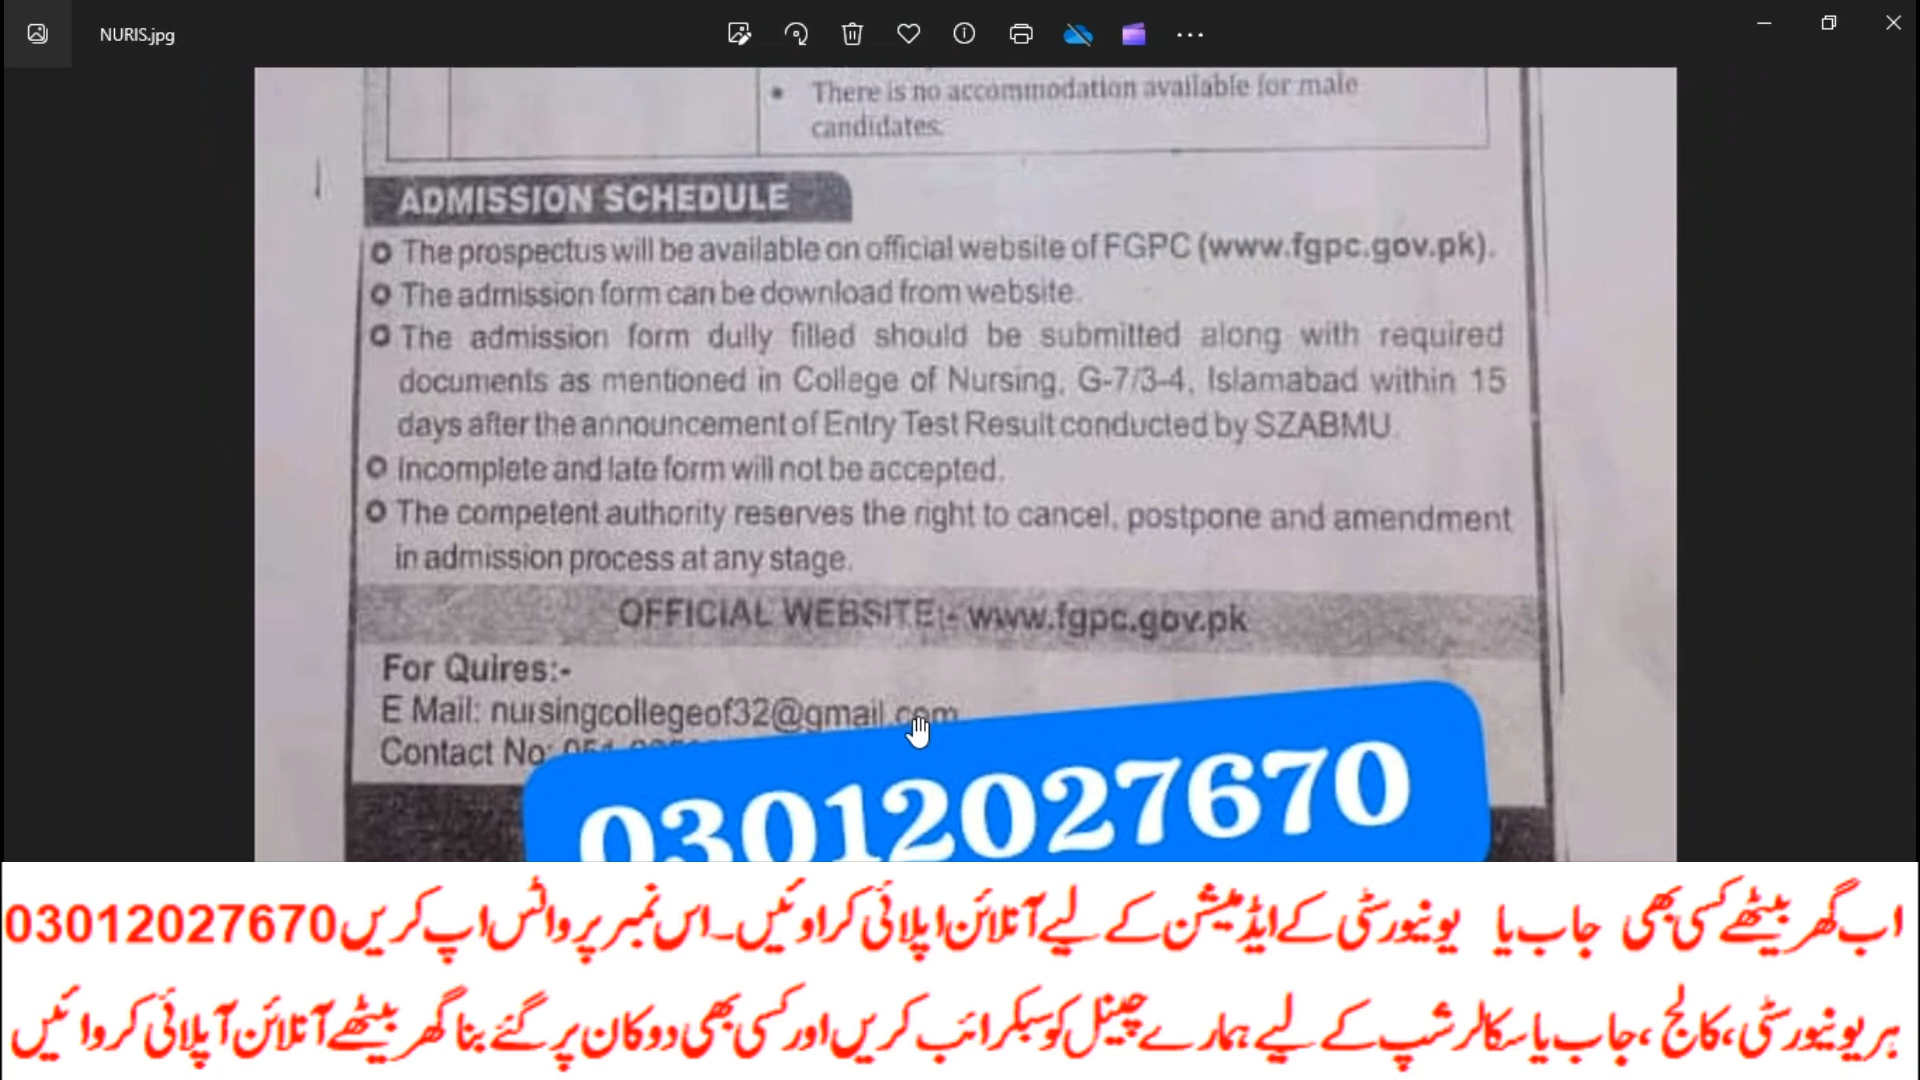 NURIS.jpg
• There is no accommodation available for male
candidates.
ADMISSION SCHEDULE
The prospectus will be available on official website of FGPC (www.fgpc.gov.pk).
The admission form can be download from website.
The admission form dully filled should be submitted along with required
documents as mentioned in College of Nursing, G-7/3-4, Islamabad within 15
days after the announcement of Entry Test Result conducted by SZABMU.
Incomplete and late form will not be accepted.
The competent authority reserves the right to cancel, postpone and amendment
in admission process at any stage.
OFFICIAL WEBSITE:- www.fgpc.gov.pk
For Quires:-
E Mail: nursingcollegeof32@gmail.com
Contact No: 051-
03012027670
اب گھر بیٹھے کسی بھی جاب یا یونیورسٹی کے ایڈمیشن کے لیے آنلائن اپلائی کراوئیں۔اس نمبر پر واٹس اپ کریں 03012027670
ہر یونیورسٹی،کالج ،جاب یا سکالرشپ کے لیے ہمارے چینل کو سبکرائب کریں اور کسی بھی دوکان پر گئے بنا گھر بیٹھے آنلائن آپلائی کروائیں